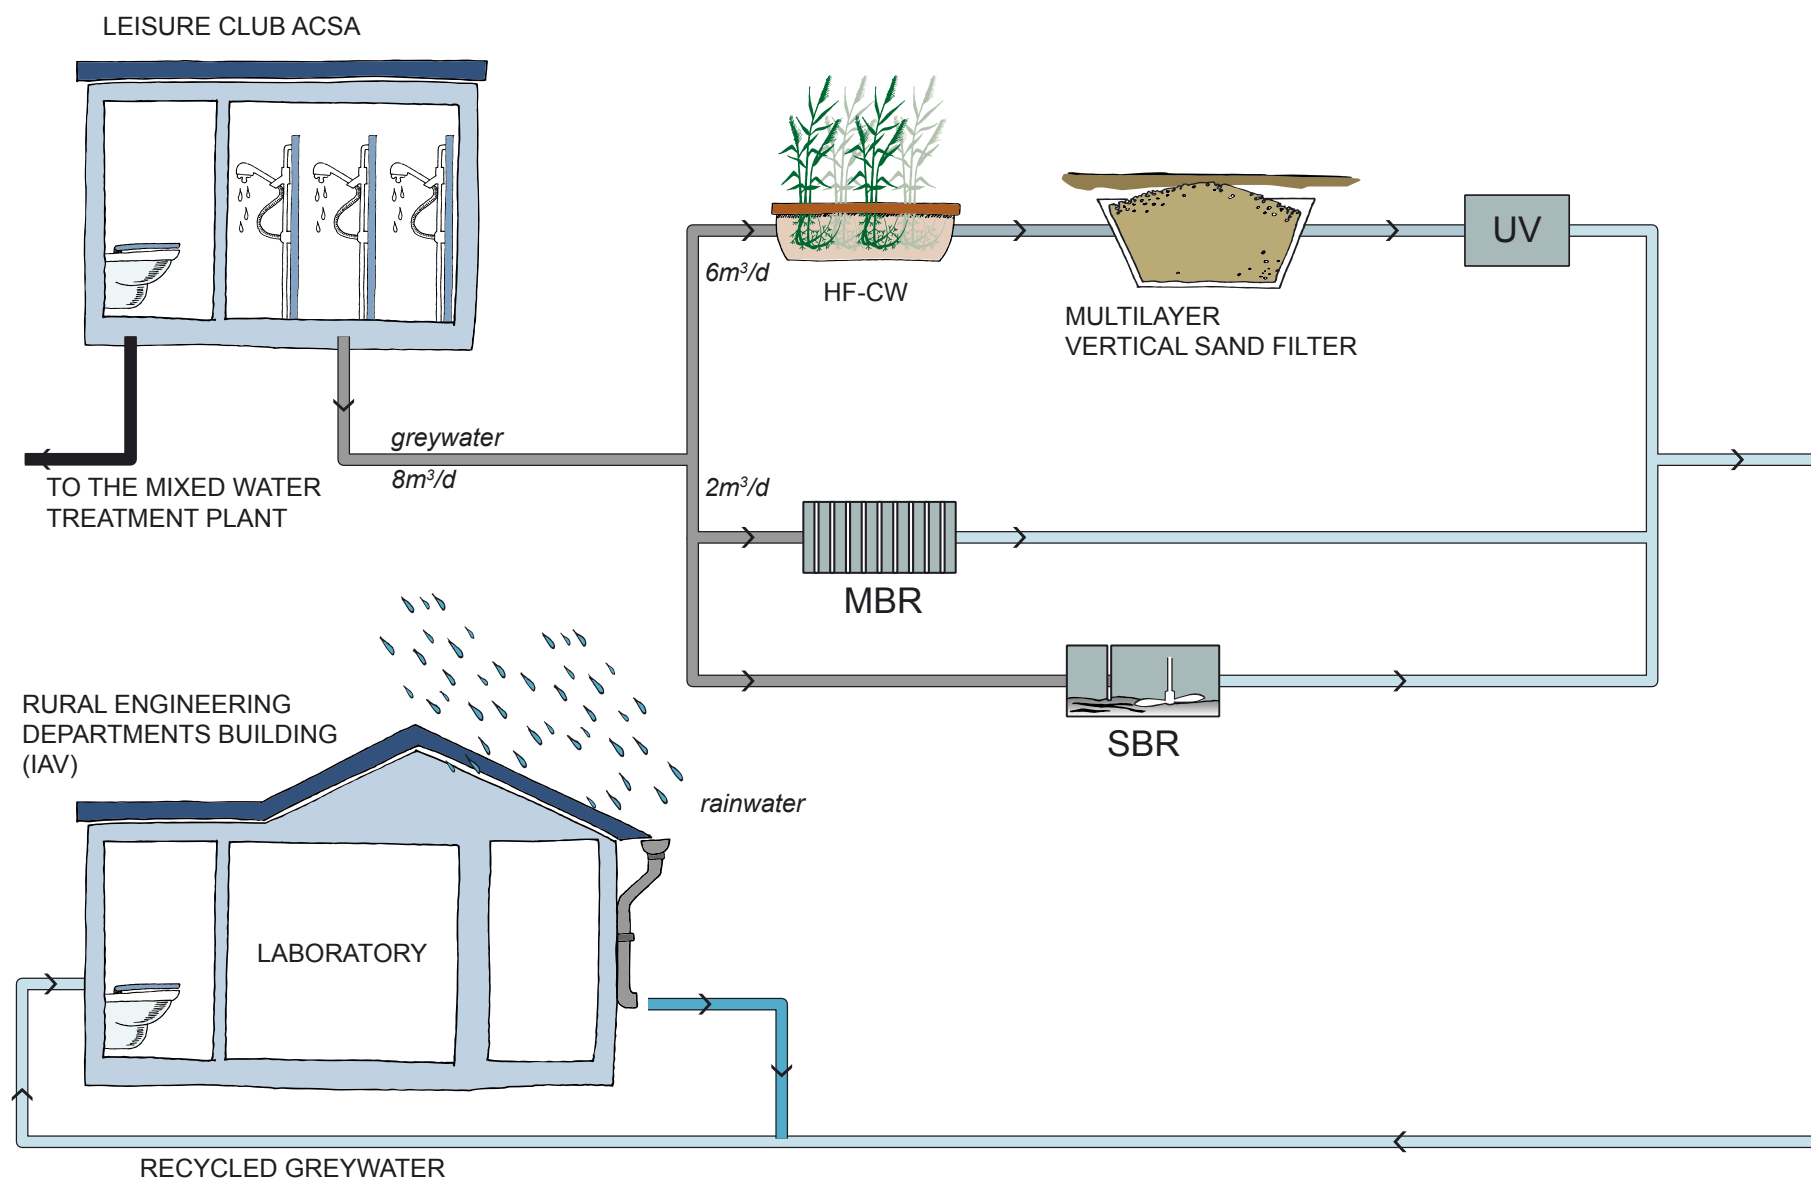 LEISURE CLUB ACSA
6m³/d
HF-CW
MULTILAYER
VERTICAL SAND FILTER
UV
greywater
8m³/d
TO THE MIXED WATER
TREATMENT PLANT
2m³/d
MBR
SBR
RURAL ENGINEERING
DEPARTMENTS BUILDING
(IAV)
rainwater
LABORATORY
RECYCLED GREYWATER